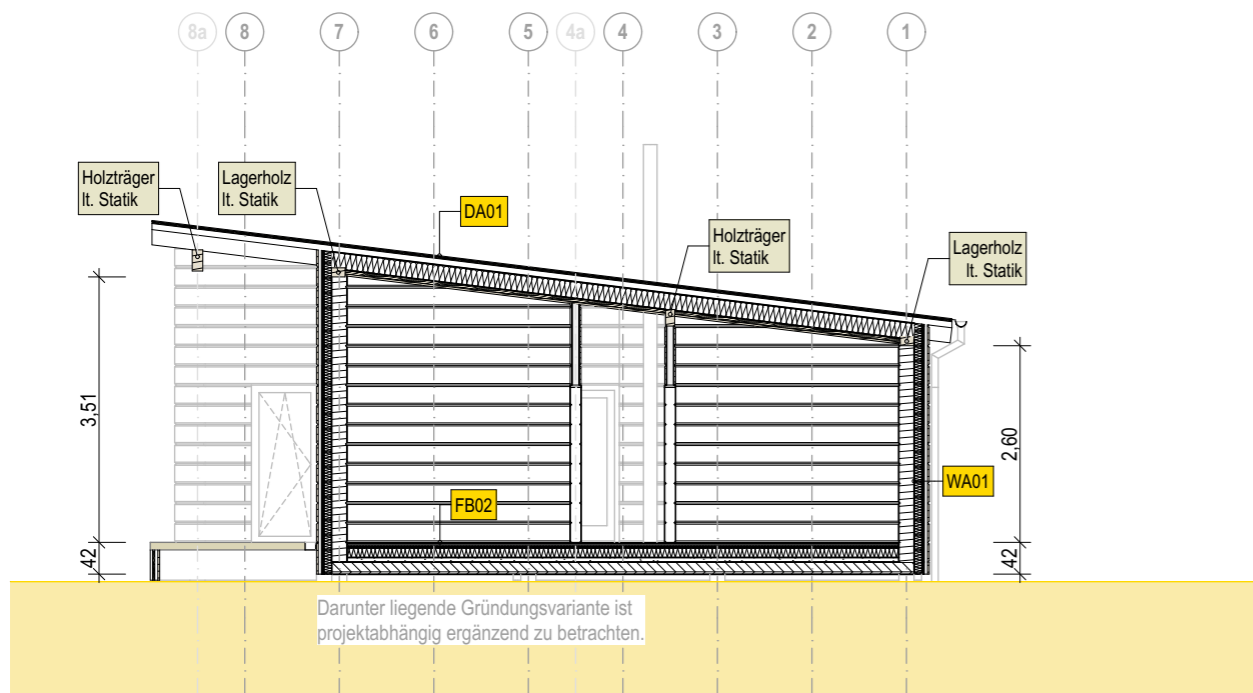 8a 8 7 6 5 4a 4 3 2 1
Holzträger
lt. Statik
Lagerholz
lt. Statik
DA01
Holzträger
lt. Statik
Lagerholz
lt. Statik
3,51
2,60
WA01
FB02
42
42
Darunter liegende Gründungsvariante ist
projektabhängig ergänzend zu betrachten.